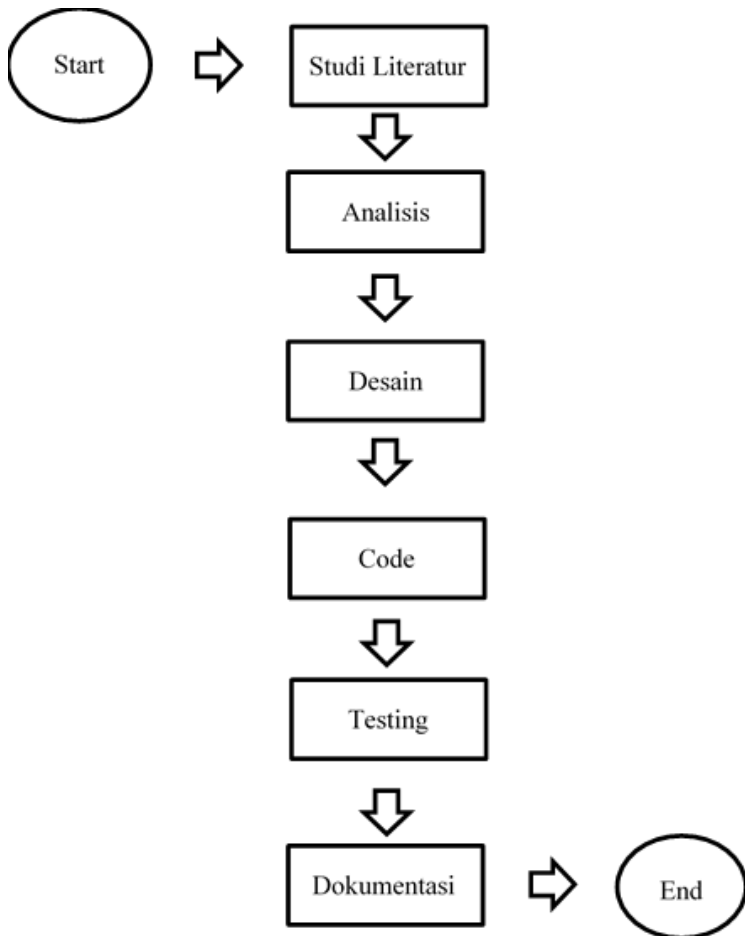 Start
Studi Literatur
Analisis
Desain
Code
Testing
Dokumentasi
End